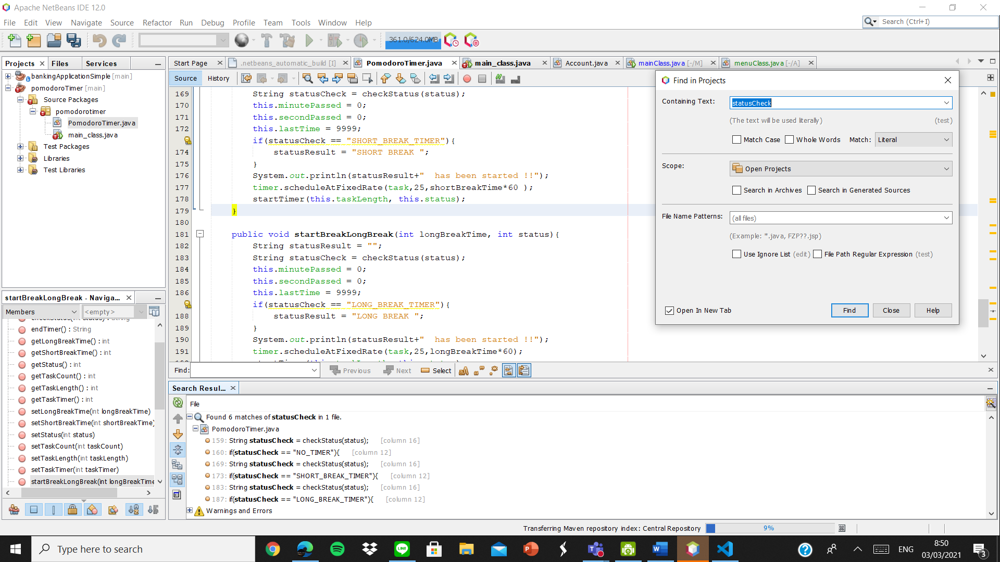 Apache NetBeans IDE 12.0
File Edit View Navigate Source Refactor Run Debug Profile Team Tools Window Help
Search (Ctrl+I)
361.0/624.0MB
Projects Files Services
bankingApplicationSimple [main]
pomodoroTimer [main]
Source Packages
pomodorotimer
PomodoroTimer.java
main_class.java
Test Packages
Libraries
Test Libraries
startBreakLongBreak - Naviga...
Members <empty>
endTimer() : String
getLongBreakTime() : int
getShortBreakTime() : int
getStatus() : int
getTaskCount() : int
getTaskLength() : int
getTaskTimer() : int
setLongBreakTime(int longBreakTime)
setShortBreakTime(int shortBreakTime)
setStatus(int status)
setTaskCount(int taskCount)
setTaskLength(int taskLength)
setTaskTimer(int taskTimer)
startBreakLongBreak(int longBreakTime
Start Page .netbeans_automatic_build [I] PomodoroTimer.java main_class.java Account.java mainClass.java [-/M] menuClass.java [-/A]
Source History
169 String statusCheck = checkStatus(status);
170 this.minutePassed = 0;
171 this.secondPassed = 0;
172 this.lastTime = 9999;
if(statusCheck == "SHORT_BREAK_TIMER"){
174 statusResult = "SHORT BREAK ";
175 }
176 System.out.println(statusResult+"  has been started !!");
177 timer.scheduleAtFixedRate(task,25,shortBreakTime*60 );
178 startTimer(this.taskLength, this.status);
179 }
180
181 public void startBreakLongBreak(int longBreakTime, int status){
182 String statusResult = "";
183 String statusCheck = checkStatus(status);
184 this.minutePassed = 0;
185 this.secondPassed = 0;
186 this.lastTime = 9999;
if(statusCheck == "LONG_BREAK_TIMER"){
188 statusResult = "LONG BREAK ";
189 }
190 System.out.println(statusResult+"  has been started !!");
191 timer.scheduleAtFixedRate(task,25,longBreakTime*60);
Find: Previous Next Select
Find in Projects
Containing Text: statusCheck
(The text will be used literally) (test)
Match Case Whole Words Match: Literal
Scope: Open Projects
Search in Archives Search in Generated Sources
File Name Patterns: (all files)
(Example: *.java, FZP??.jsp)
Use Ignore List (edit) File Path Regular Expression (test)
Open In New Tab Find Close Help
Search Resul...
File
Found 6 matches of statusCheck in 1 file.
PomodoroTimer.java
159: String statusCheck = checkStatus(status); [column 16]
160: if(statusCheck == "NO_TIMER"){ [column 12]
169: String statusCheck = checkStatus(status); [column 16]
173: if(statusCheck == "SHORT_BREAK_TIMER"){ [column 12]
183: String statusCheck = checkStatus(status); [column 16]
187: if(statusCheck == "LONG_BREAK_TIMER"){ [column 12]
Warnings and Errors
Transferring Maven repository index: Central Repository 9%
Type here to search
LINE
ENG
8:50
03/03/2021
3